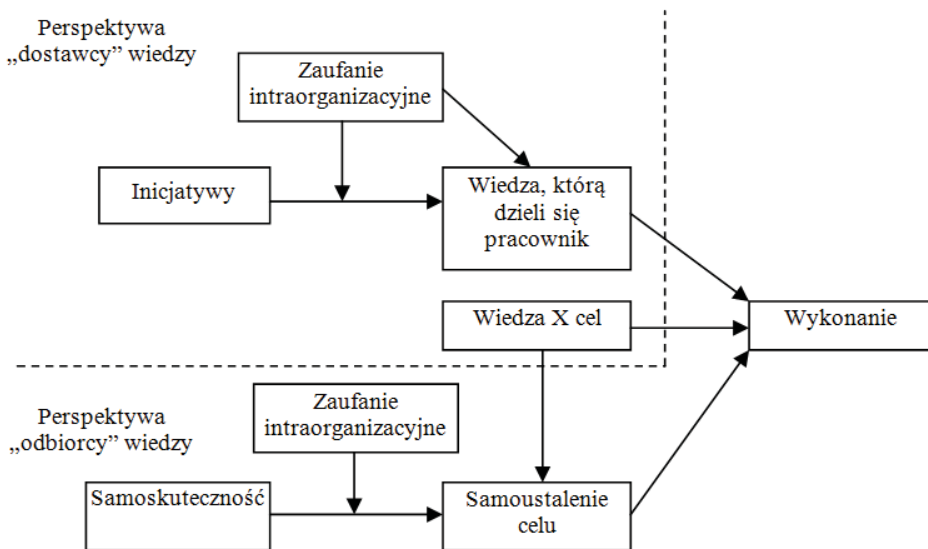 Perspektywa
„dostawcy” wiedzy
Zaufanie
intraorganizacyjne
Inicjatywy
Wiedza, którą
dzieli się
pracownik
Wiedza X cel
Wykonanie
Perspektywa
„odbiorcy” wiedzy
Zaufanie
intraorganizacyjne
Samoskuteczność
Samoustalenie
celu